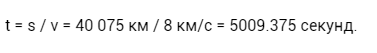 t = s / v = 40 075 км / 8 км/с = 5009.375 секунд.